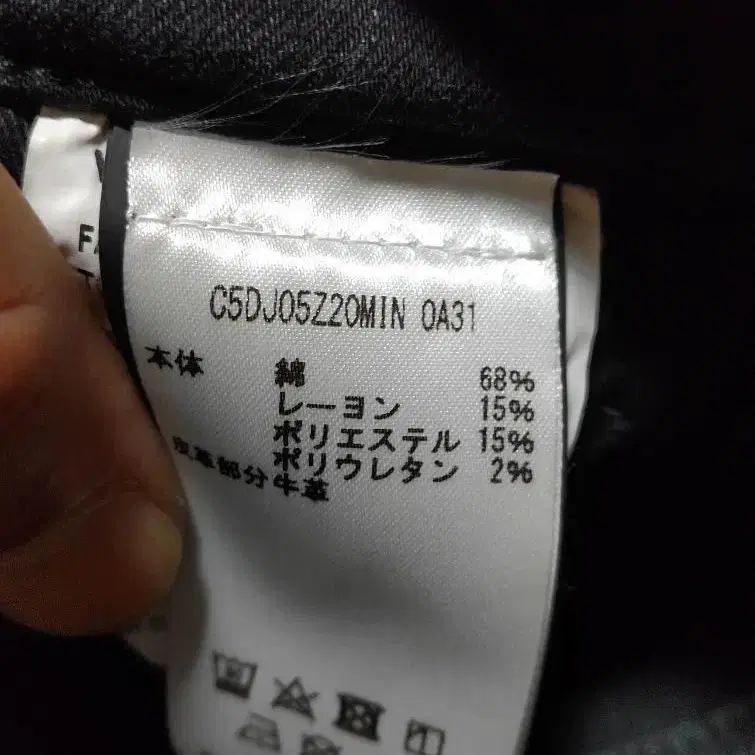 C5DJ05Z20MIN 0A31
本体 綿 68%
レーヨン 15%
ポリエステル 15%
ポリウレタン 2%
皮革部分 牛革